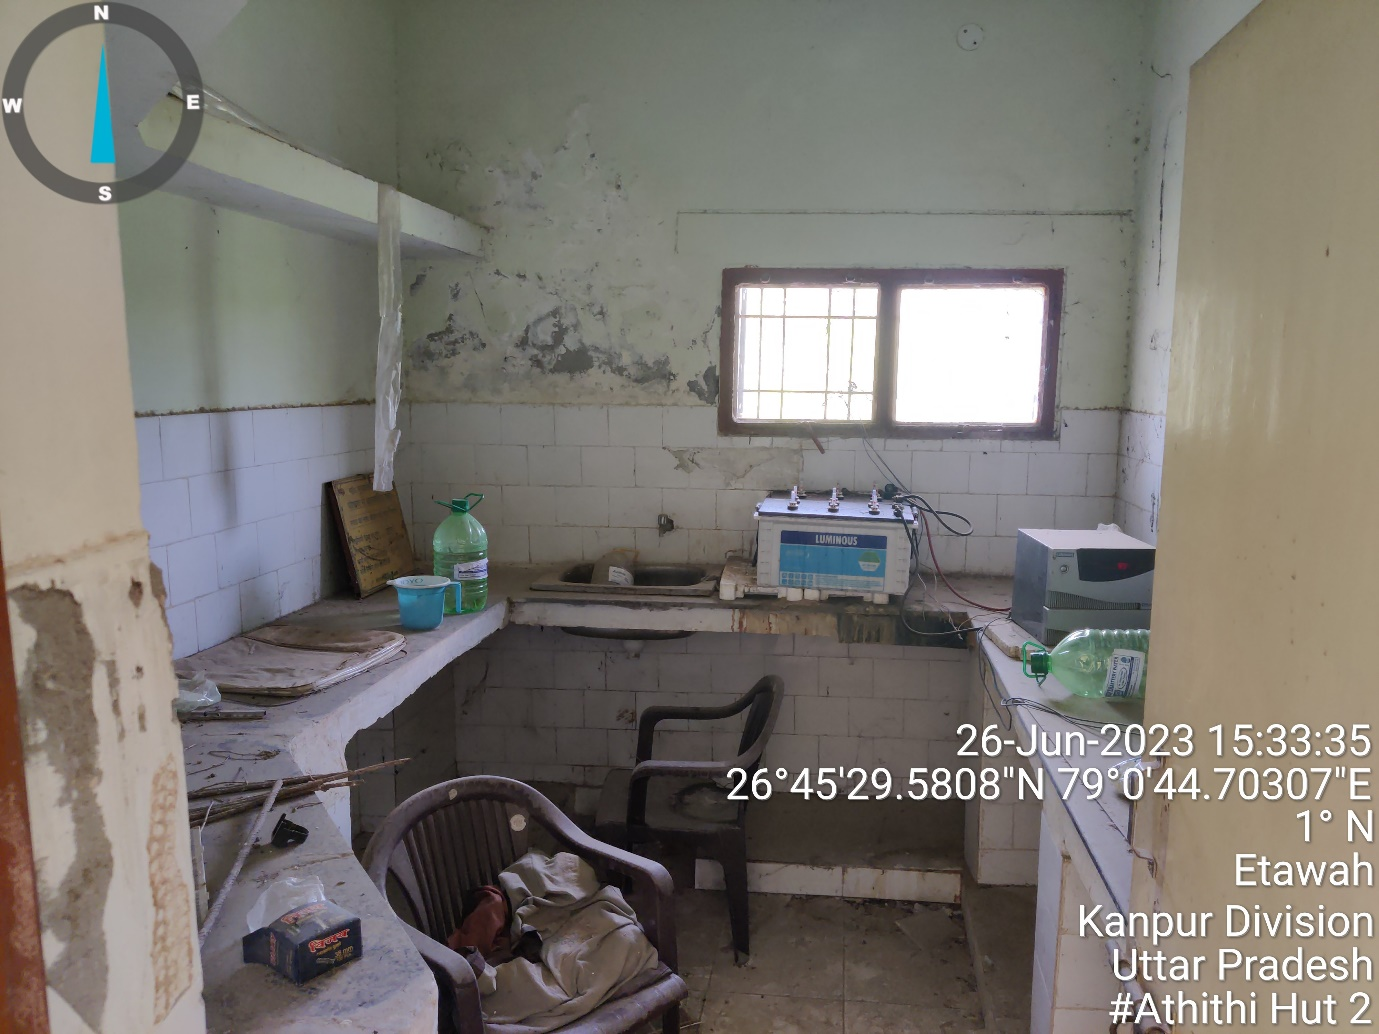 N
W
E
S
LUMINOUS
26-Jun-2023 15:33:35
26°45'29.5808"N 79°0'44.70307"E
1° N
Etawah
Kanpur Division
Uttar Pradesh
#Athithi Hut 2